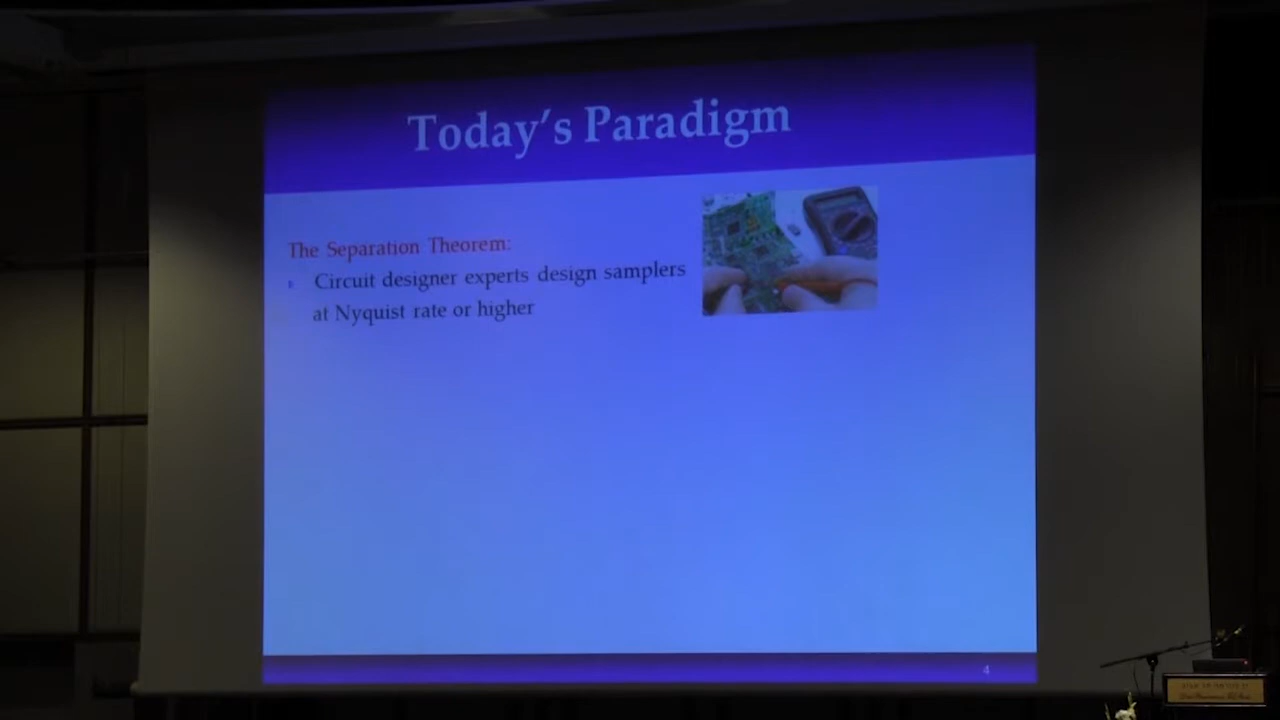 Today's Paradigm
The Separation Theorem:
Circuit designer experts design samplers
at Nyquist rate or higher
4